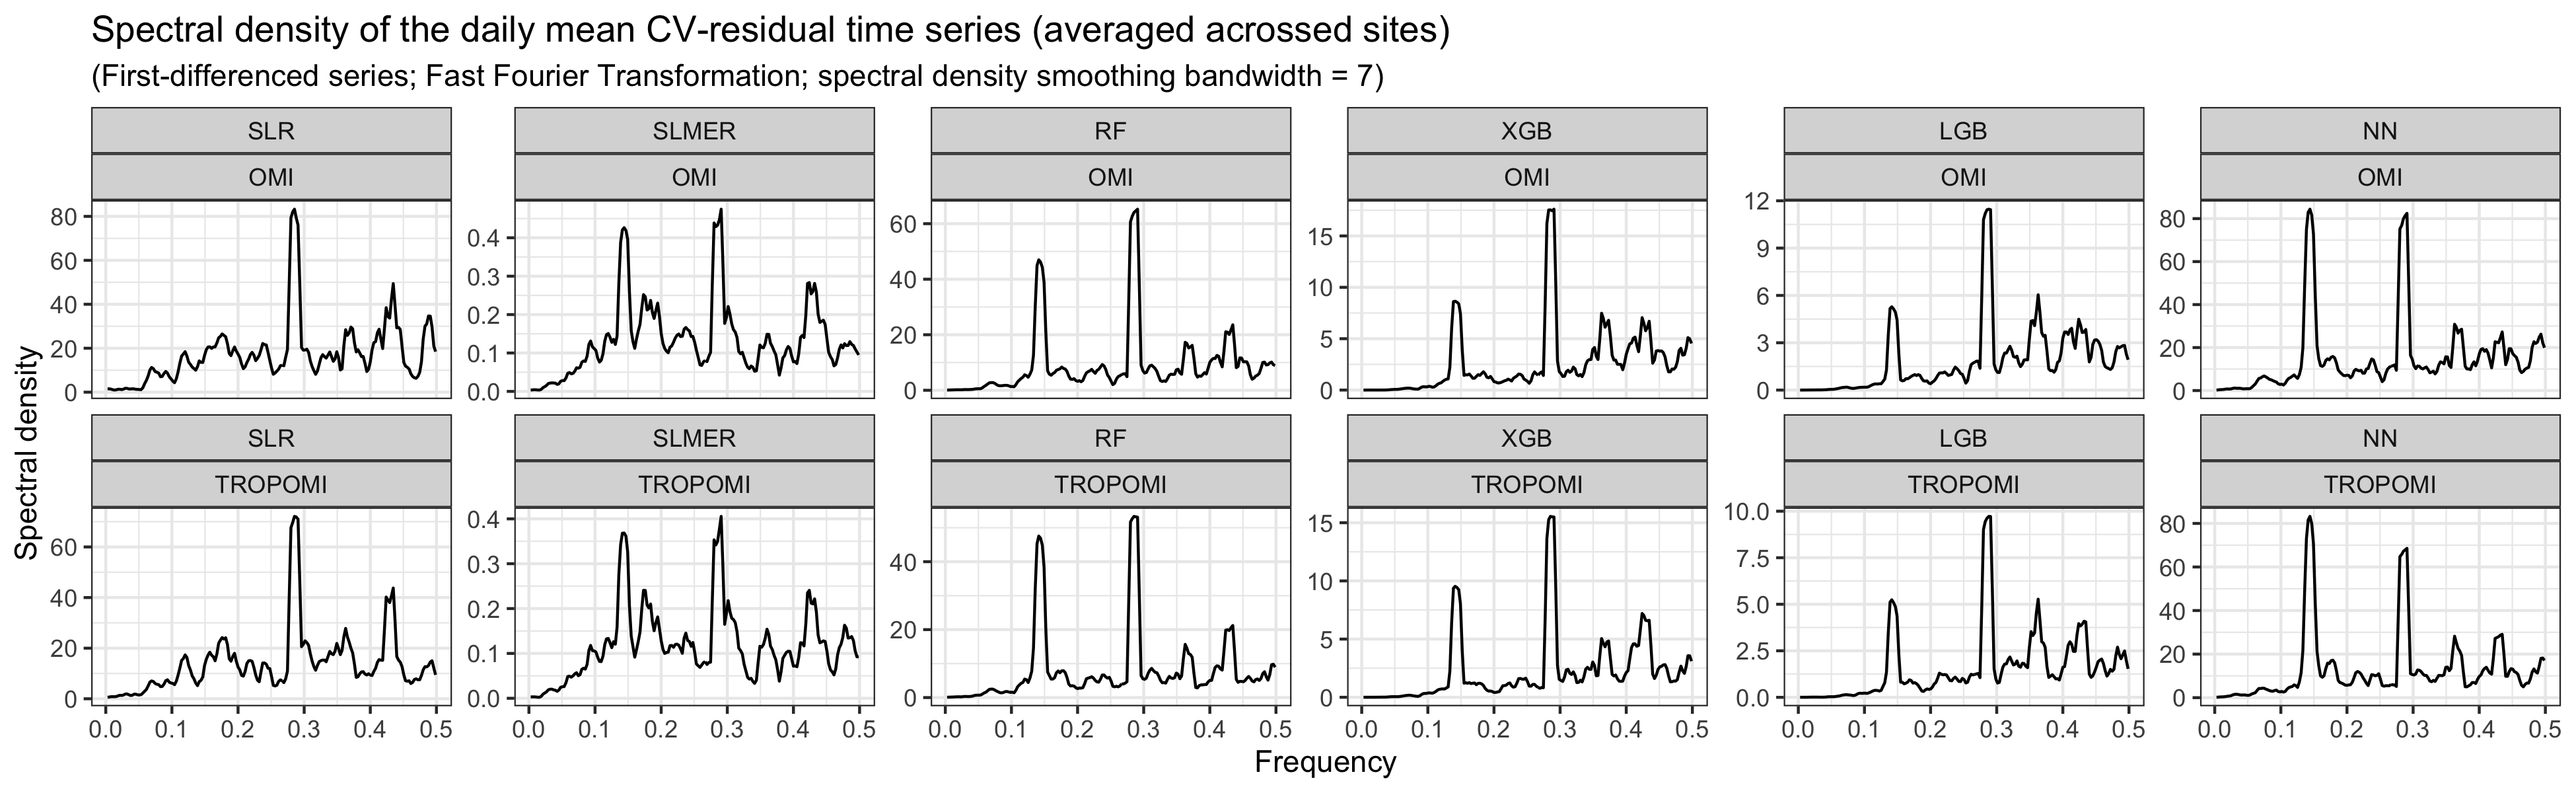 Spectral density of the daily mean CV-residual time series (averaged acrossed sites)
(First-differenced series; Fast Fourier Transformation; spectral density smoothing bandwidth = 7)
SLR SLMER RF XGB LGB NN
OMI OMI OMI OMI OMI OMI
80 60 40 20 0
0.4 0.3 0.2 0.1 0.0
60 40 20 0
15 10 5 0
12 9 6 3 0
80 60 40 20 0
SLR SLMER RF XGB LGB NN
TROPOMI TROPOMI TROPOMI TROPOMI TROPOMI TROPOMI
60 40 20 0
0.4 0.3 0.2 0.1 0.0
40 20 0
15 10 5 0
10.0 7.5 5.0 2.5 0.0
80 60 40 20 0
0.0 0.1 0.2 0.3 0.4 0.5
0.0 0.1 0.2 0.3 0.4 0.5
0.0 0.1 0.2 0.3 0.4 0.5
0.0 0.1 0.2 0.3 0.4 0.5
0.0 0.1 0.2 0.3 0.4 0.5
0.0 0.1 0.2 0.3 0.4 0.5
Spectral density
Frequency